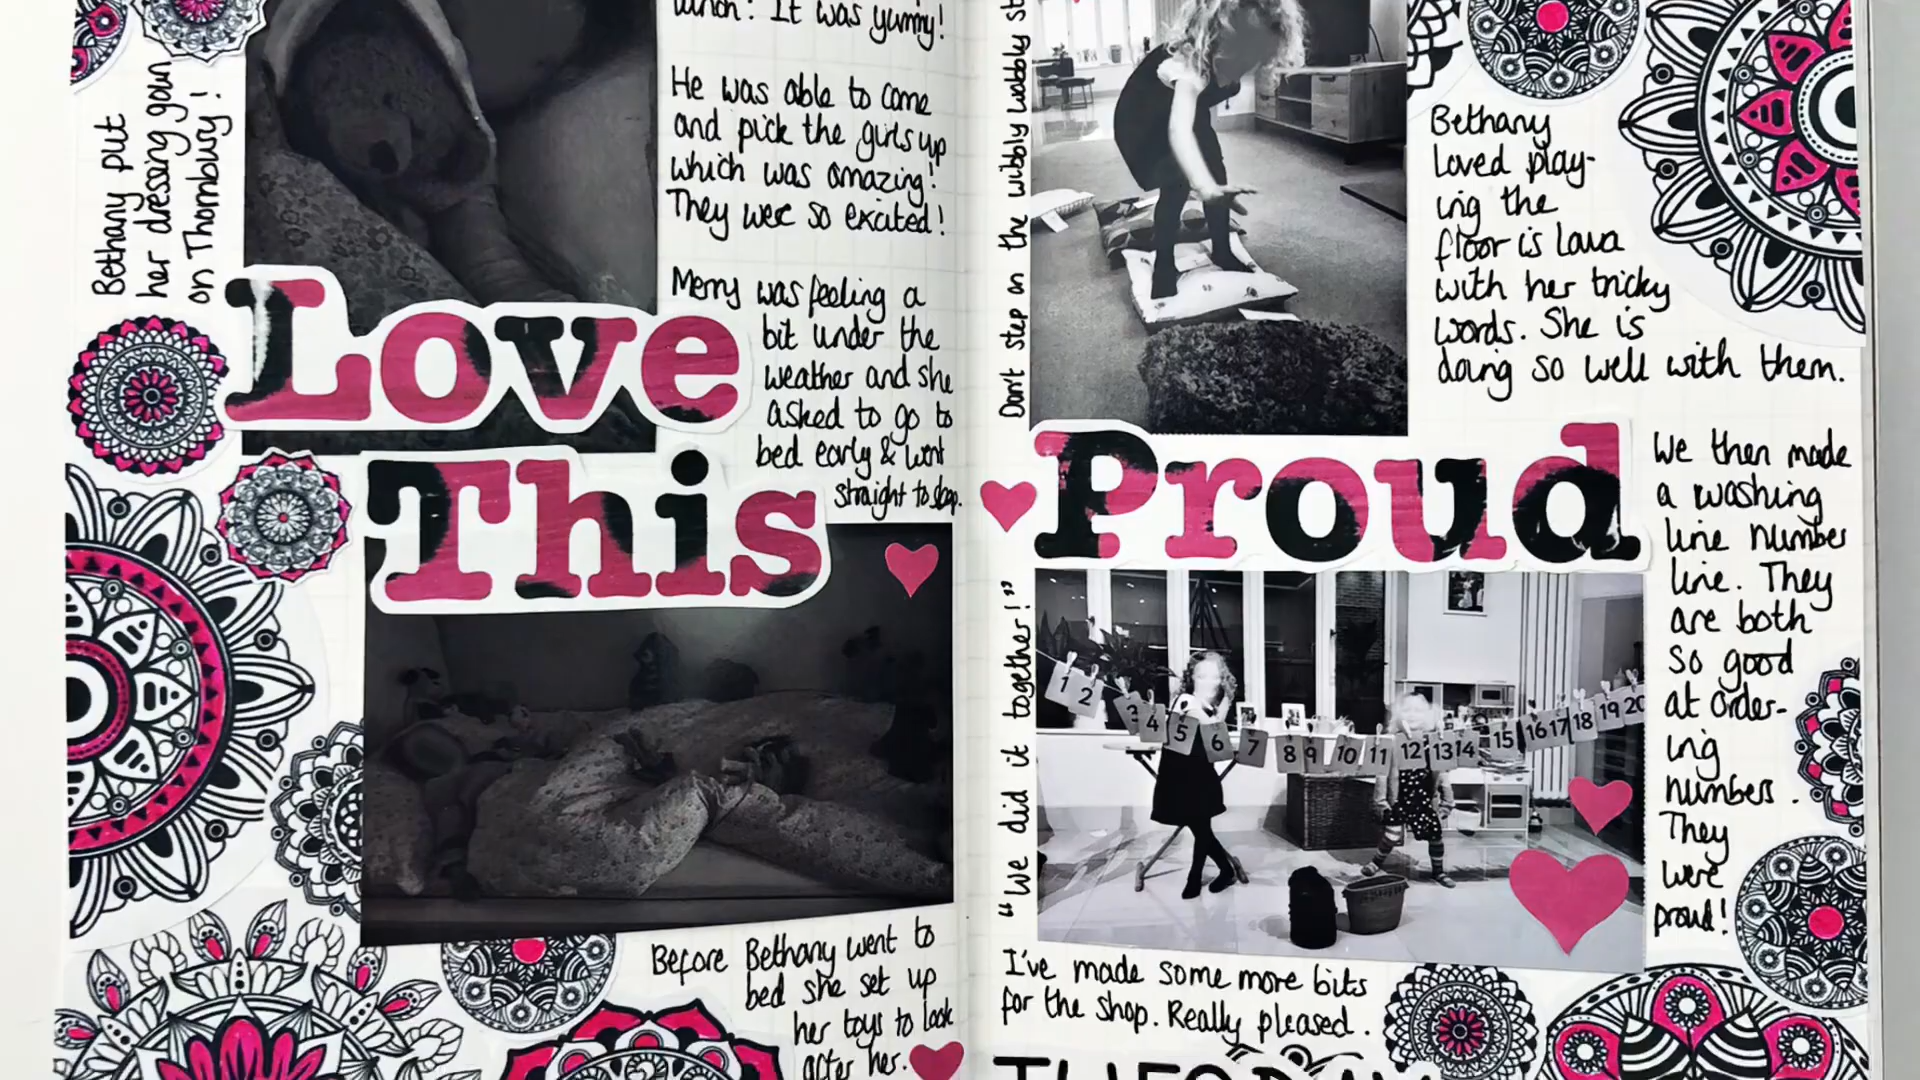 lunch! It was yummy!
He was able to come
and pick the girls up
which was amazing!
They were so excited!
Bethany put
her dressing gown
on Thornbury!
Love
This
Merry was feeling a
bit under the
weather and she
asked to go to
bed early & went
straight to sleep.
Before Bethany went to
bed she set up
her toys to look
after her.
Don't step on the wibbly wobbly
Bethany
loved play-
ing the
floor is lava
with her tricky
words. She is
doing so well with them.
Proud
We then made
a washing
line number
line. They
are both
so good
at order-
ing
numbers.
They
were
proud!
"We did it together!"
1 2 3 4 5 6 7 8 9 10 11 12 13 14 15 16 17 18 19 20
I've made some more bits
for the shop. Really pleased.
TUESDAY